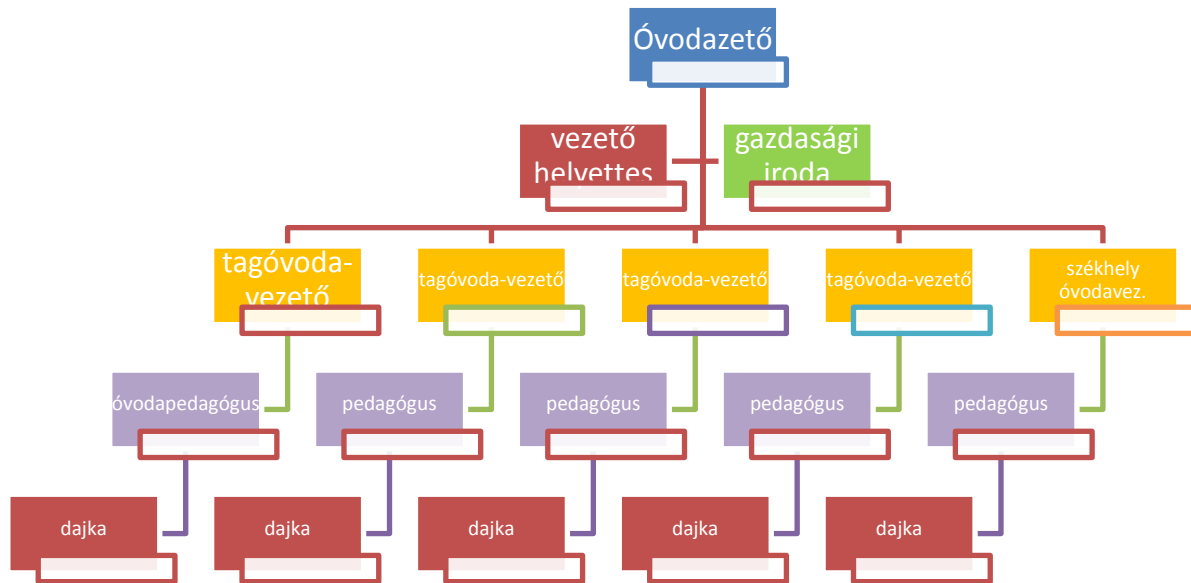 Óvodazető
vezető
helyettes
gazdasági
iroda
tagóvoda-
vezető
tagóvoda-vezető
tagóvoda-vezető
tagóvoda-vezető
székhely
óvodavez.
óvodapedagógus
pedagógus
pedagógus
pedagógus
pedagógus
dajka
dajka
dajka
dajka
dajka